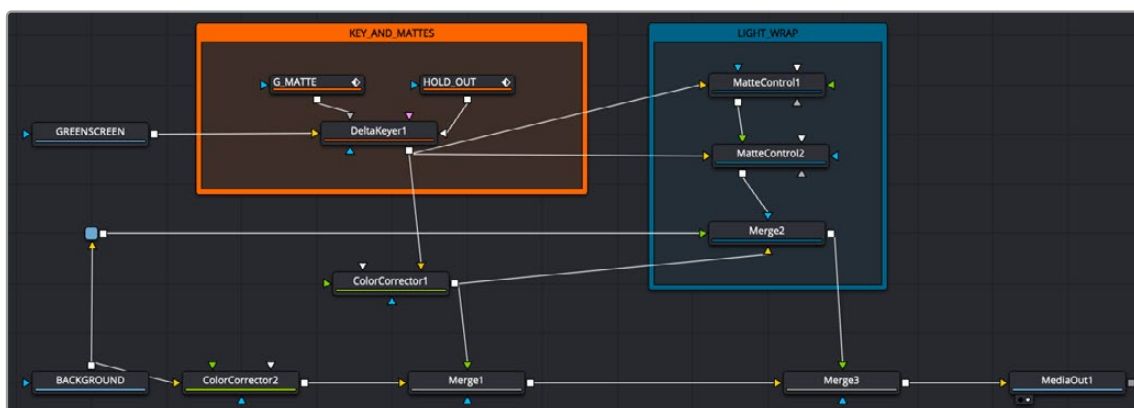 KEY_AND_MATTES
LIGHT_WRAP
G_MATTE
HOLD_OUT
MatteControl1
GREENSCREEN
DeltaKeyer1
MatteControl2
Merge2
ColorCorrector1
BACKGROUND
ColorCorrector2
Merge1
Merge3
MediaOut1